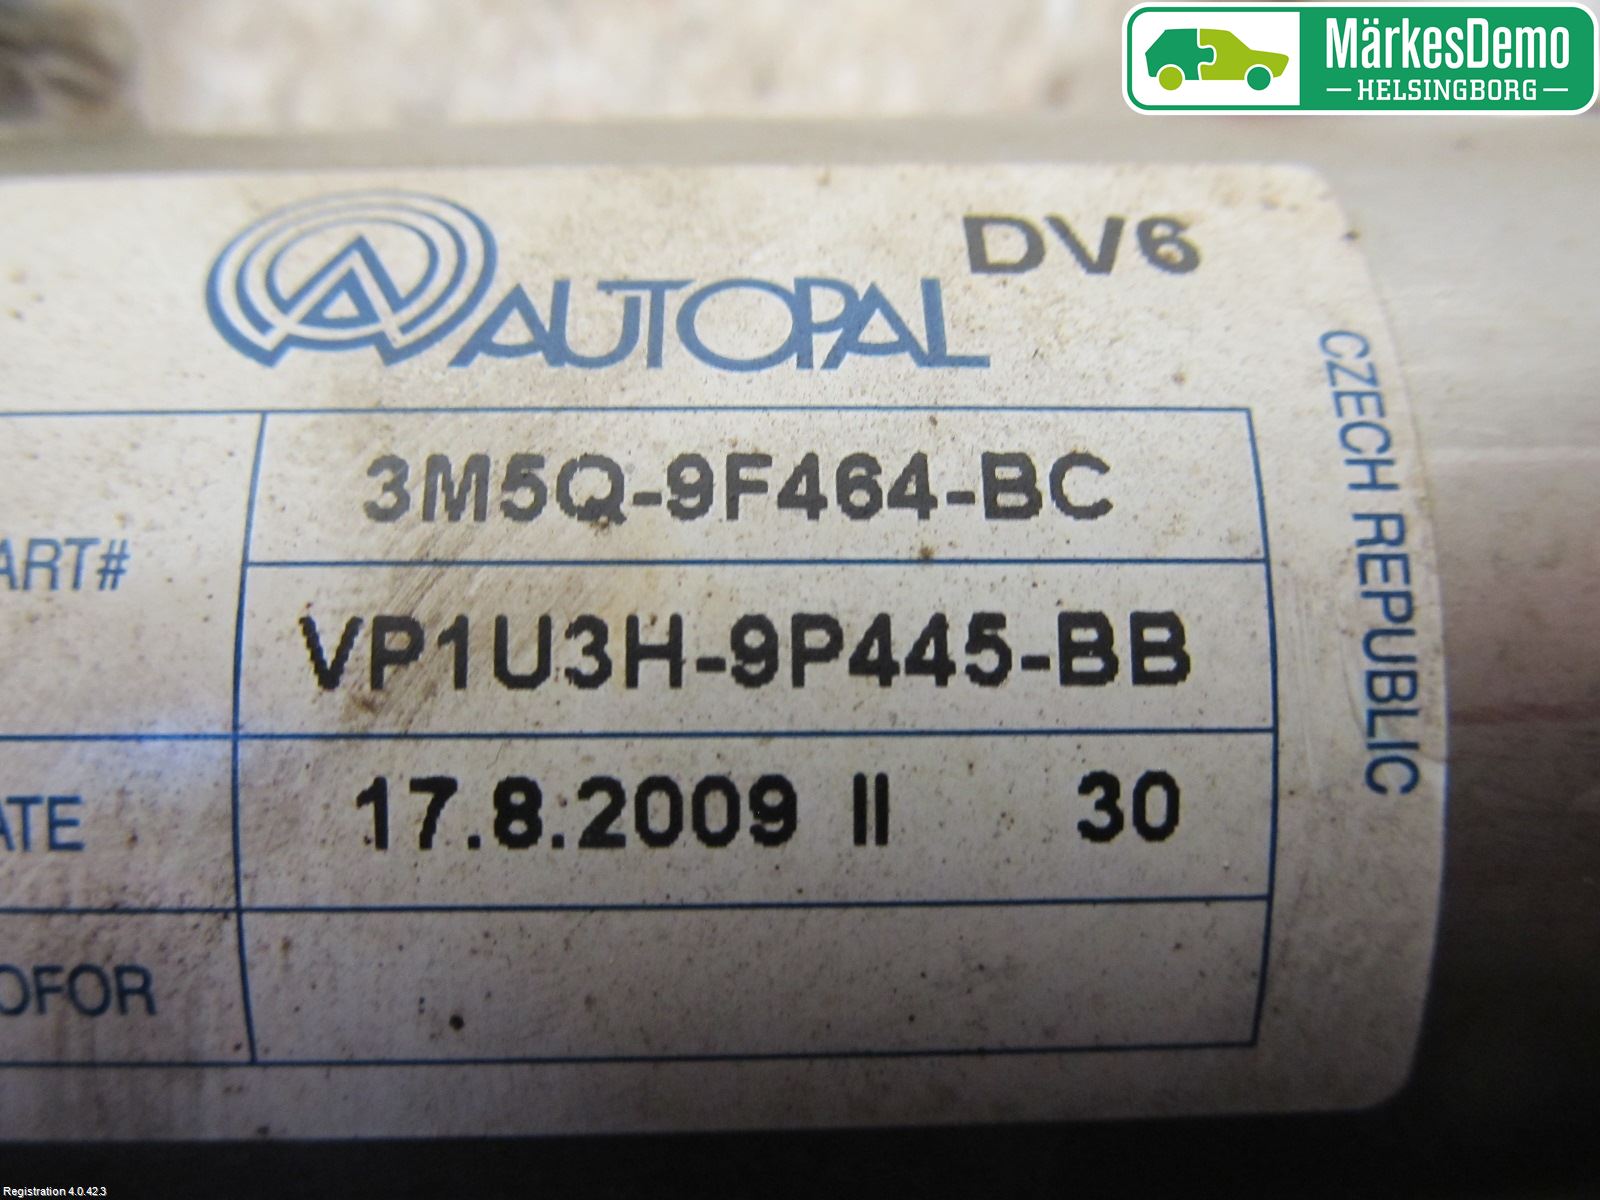 MärkesDemo
HELSINGBORG
DV6
AUTOPAL
CZECH REPUBLIC
3M5Q-9F464-BC
ART#
VP1U3H-9P445-BB
ATE 17.8.2009 II 30
OFOR
Registration 4.0.42.3